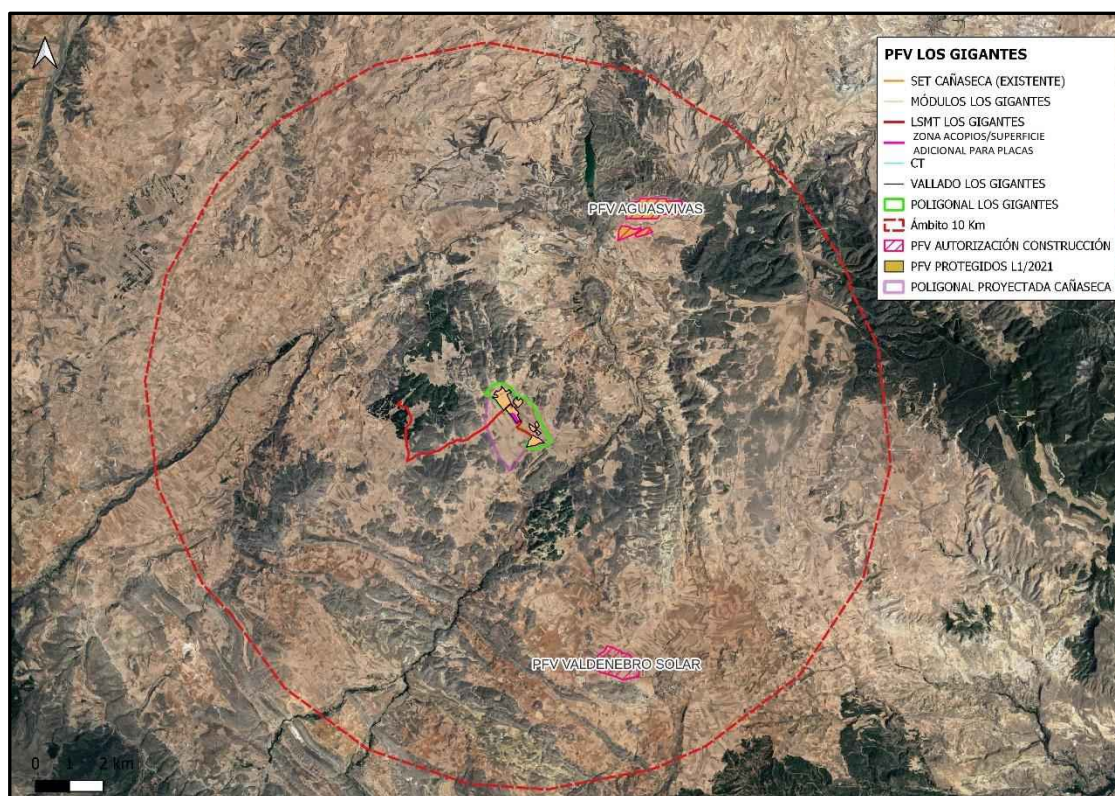 PFV LOS GIGANTES
SET CAÑASECA (EXISTENTE)
MÓDULOS LOS GIGANTES
LSMT LOS GIGANTES
ZONA ACOPIOS/SUPERFICIE
ADICIONAL PARA PLACAS
CT
VALLADO LOS GIGANTES
POLIGONAL LOS GIGANTES
Ámbito 10 Km
PFV AUTORIZACIÓN CONSTRUCCIÓN
PFV PROTEGIDOS L1/2021
POLIGONAL PROYECTADA CAÑASECA
PFV AGUASVIVAS
PFV VALDENEBRO SOLAR
0 1 2 km